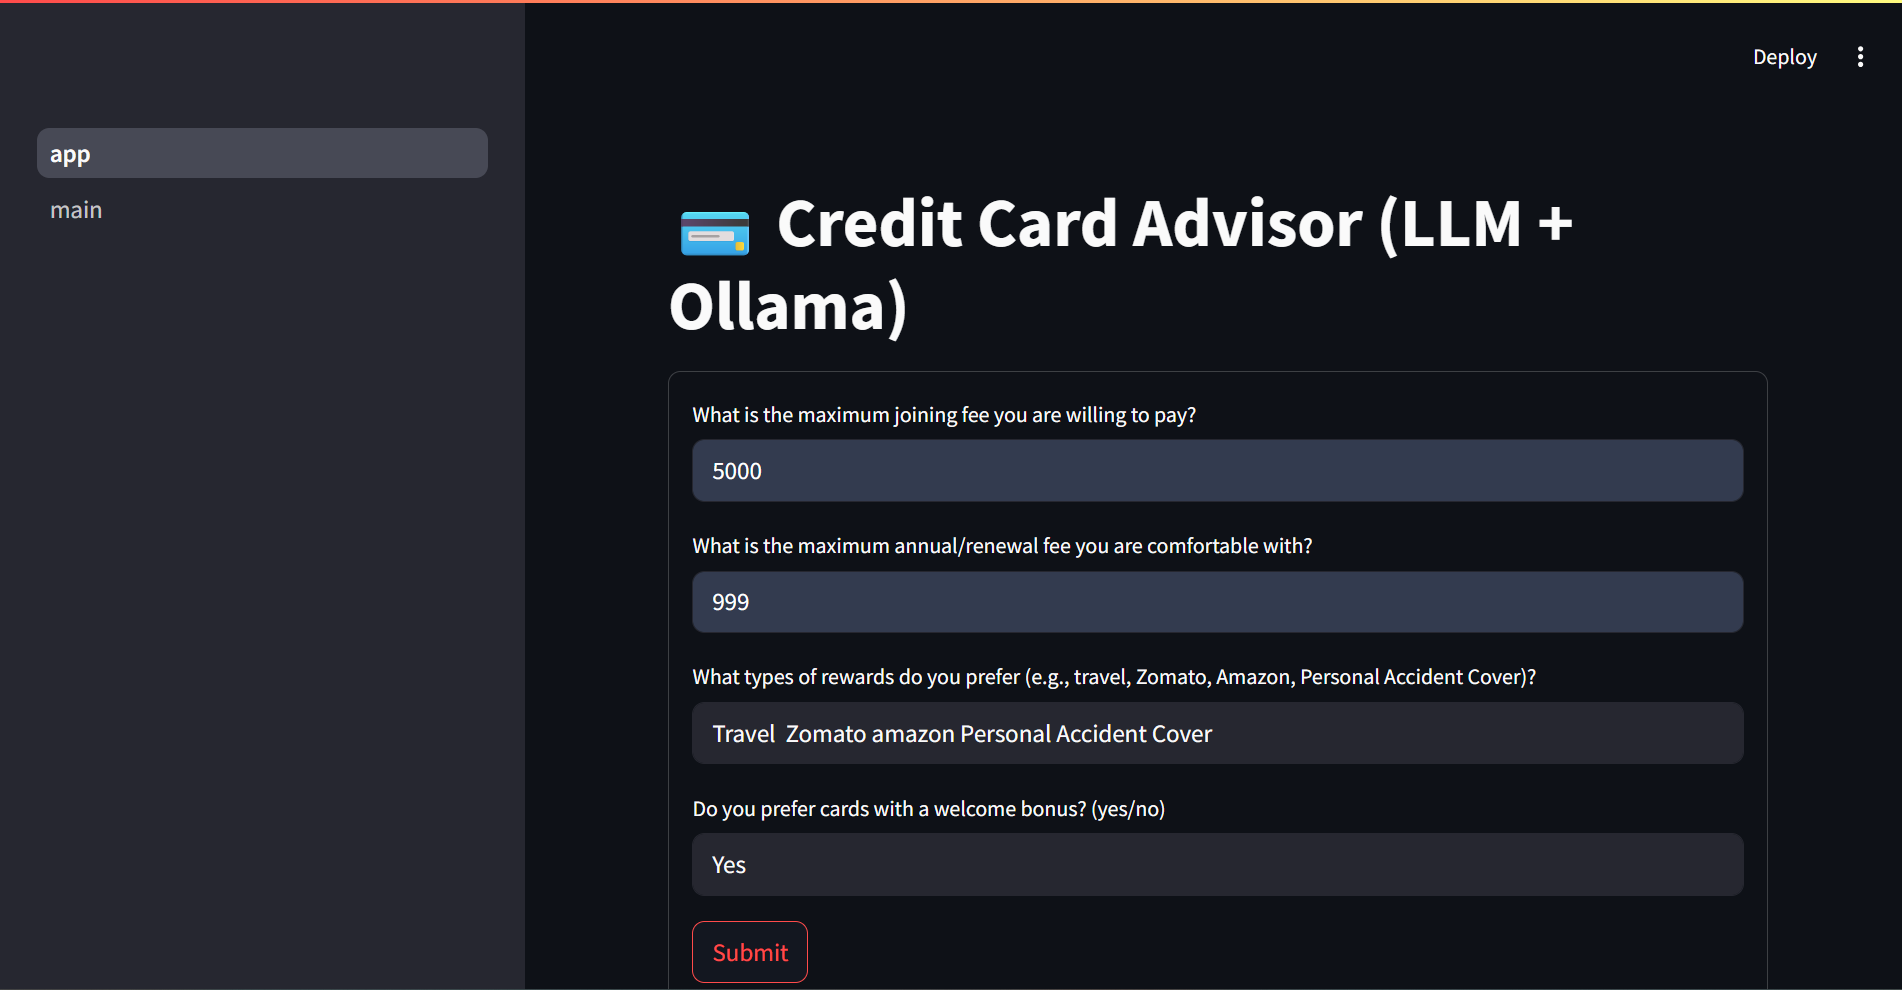 Deploy
app
main
Credit Card Advisor (LLM +
Ollama)
What is the maximum joining fee you are willing to pay?
5000
What is the maximum annual/renewal fee you are comfortable with?
999
What types of rewards do you prefer (e.g., travel, Zomato, Amazon, Personal Accident Cover)?
Travel  Zomato amazon Personal Accident Cover
Do you prefer cards with a welcome bonus? (yes/no)
Yes
Submit